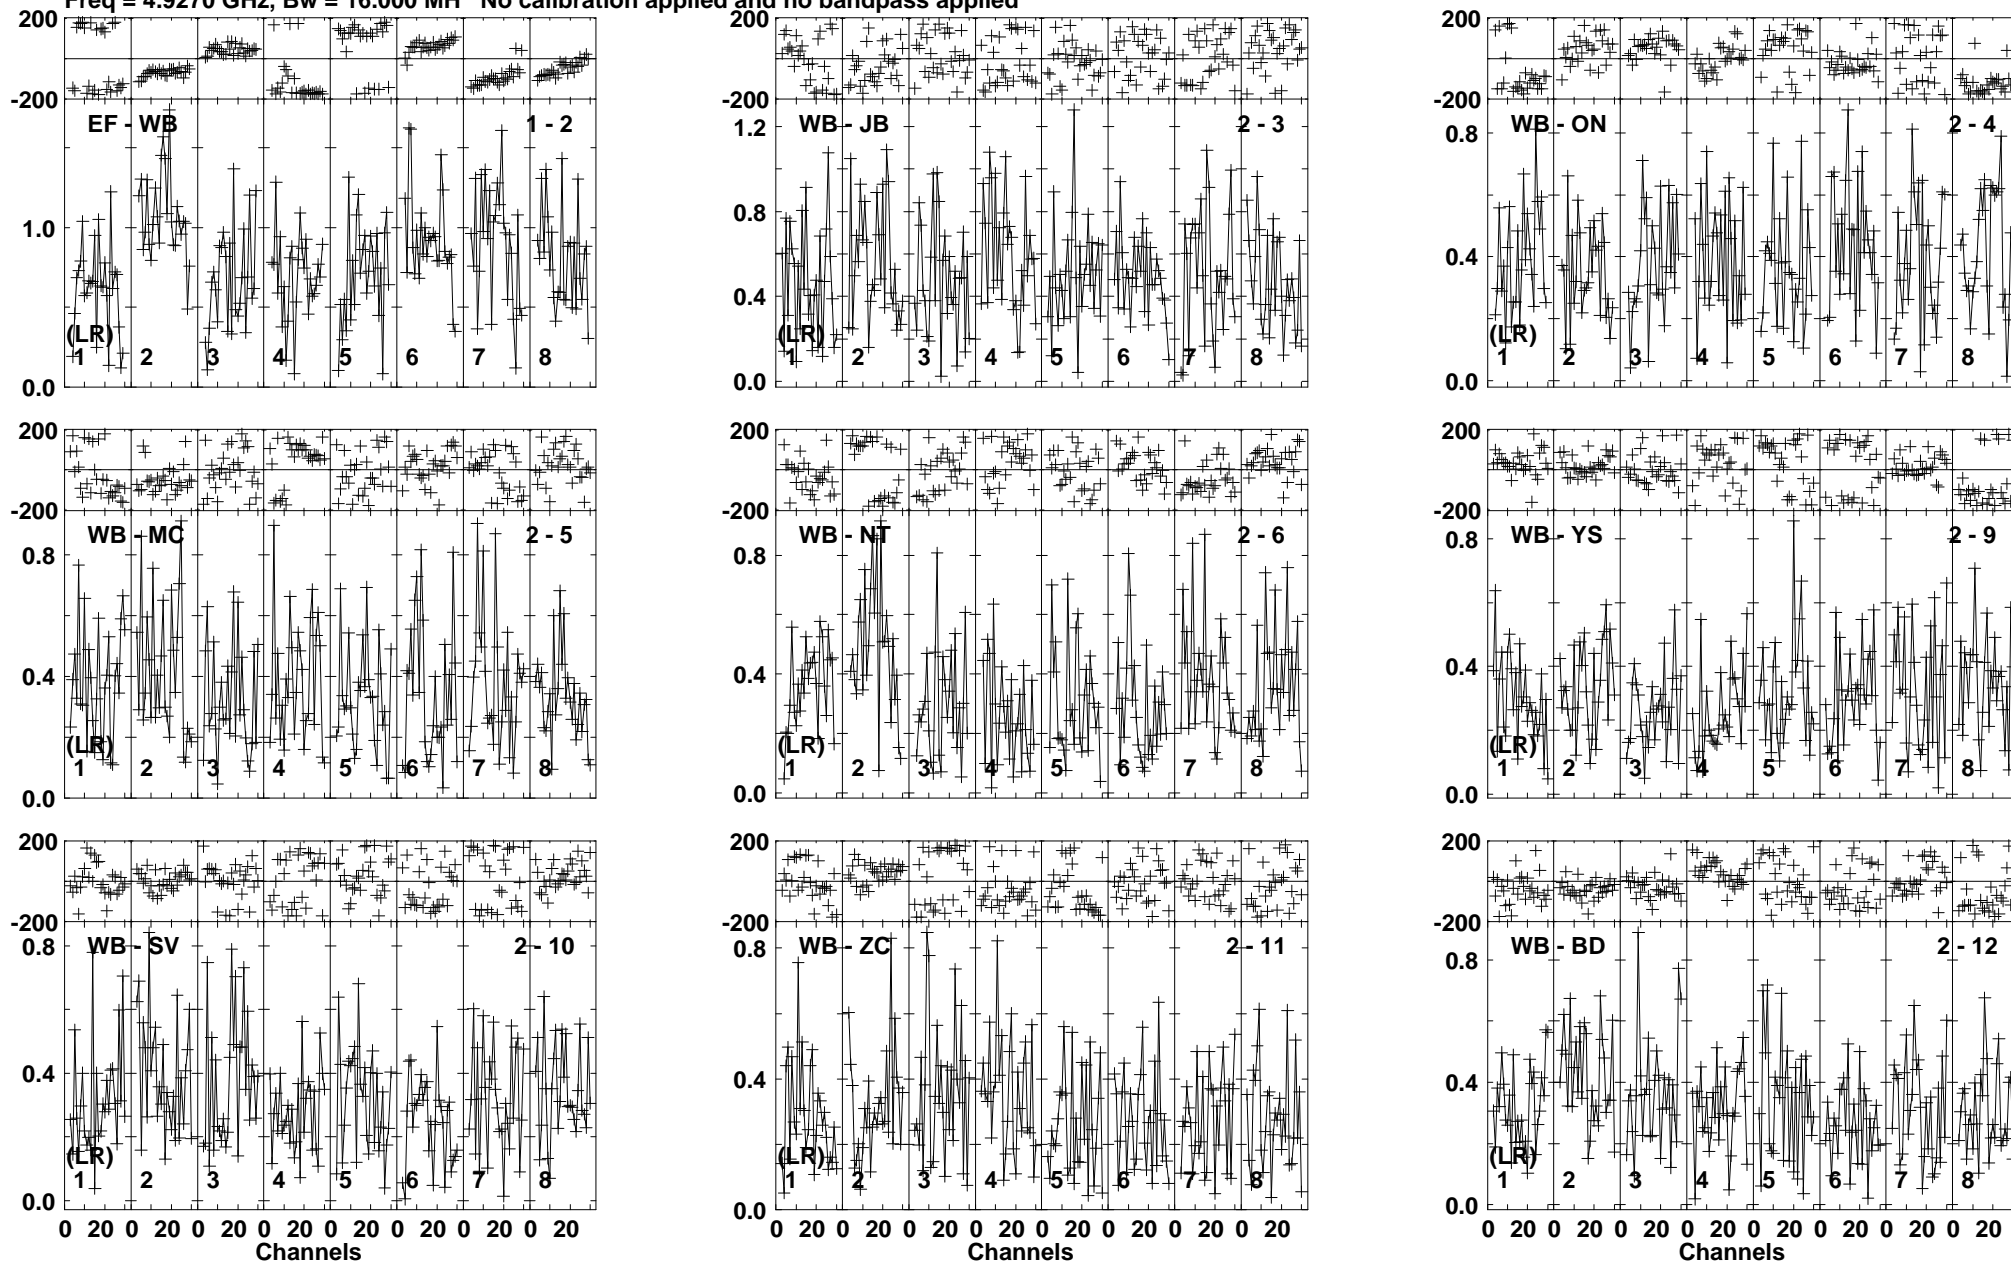 Freq = 4.9270 GHz, Bw = 16.000 MH No calibration applied and no bandpass applied
200 200 200
-200 -200 -200
EF - WB 1 - 2 WB - JB 2 - 3 WB - ON 2 - 4
1.2 0.8
1.0 0.8
0.4
0.4
(LR) (LR) (LR)
1 2 3 4 5 6 7 8 1 2 3 4 5 6 7 8 1 2 3 4 5 6 7 8
0.0 0.0 0.0
200 200 200
-200 -200 -200
WB - MC 2 - 5 WB - NT 2 - 6 WB - YS 2 - 9
0.8 0.8 0.8
0.4 0.4 0.4
(LR) (LR) (LR)
1 2 3 4 5 6 7 8 1 2 3 4 5 6 7 8 1 2 3 4 5 6 7 8
0.0 0.0 0.0
200 200 200
-200 -200 -200
WB - SV 2 - 10 WB - ZC 2 - 11 WB - BD 2 - 12
0.8 0.8 0.8
0.4 0.4 0.4
(LR) (LR) (LR)
1 2 3 4 5 6 7 8 1 2 3 4 5 6 7 8 1 2 3 4 5 6 7 8
0.0 0.0 0.0
0 20 0 20 0 20 0 20 0 20 0 20 0 20 0 20 0 20 0 20 0 20 0 20 0 20 0 20 0 20 0 20 0 20 0 20 0 20 0 20 0 20 0 20 0 20 0 20
Channels Channels Channels